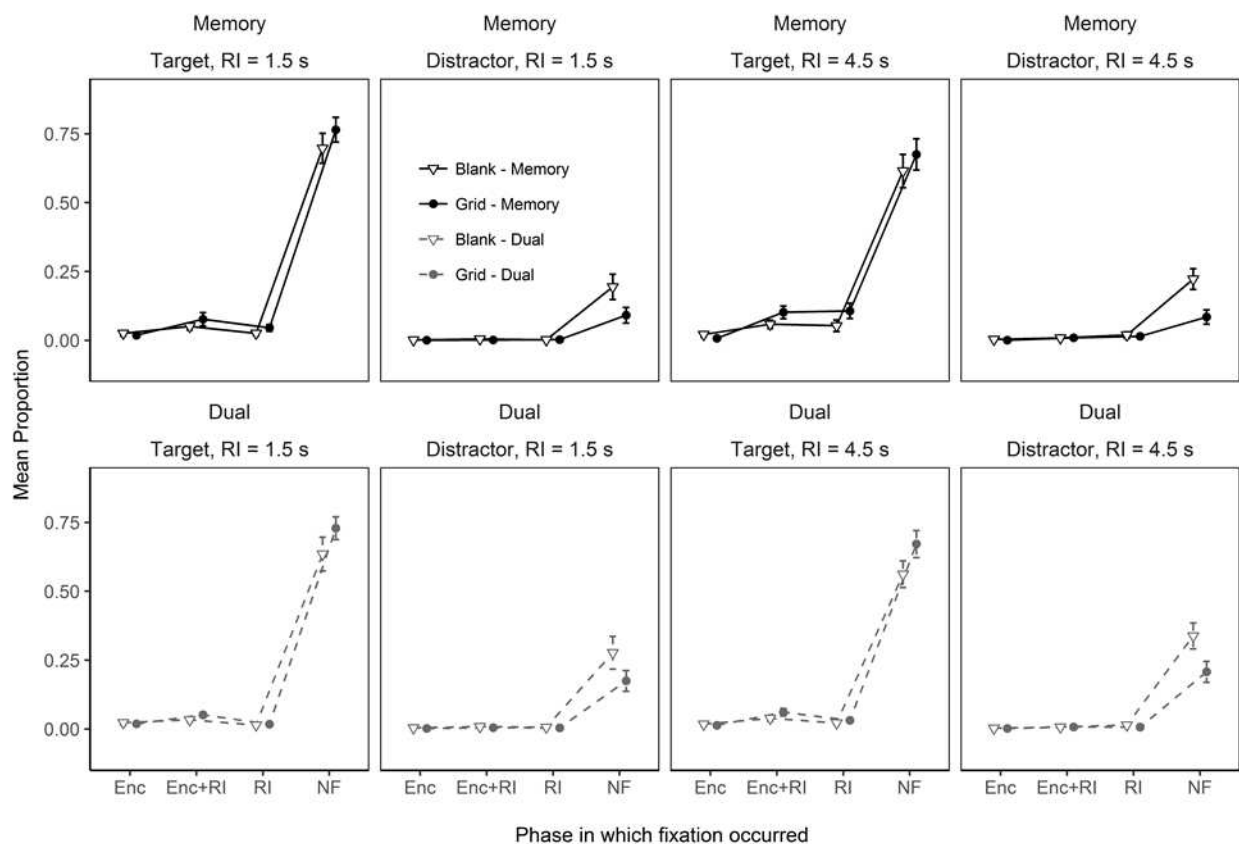 Memory Memory Memory Memory
Target, RI = 1.5 s Distractor, RI = 1.5 s Target, RI = 4.5 s Distractor, RI = 4.5 s
0.75
0.50
0.25
0.00
Blank - Memory
Grid - Memory
Blank - Dual
Grid - Dual
Mean Proportion
Dual Dual Dual Dual
Target, RI = 1.5 s Distractor, RI = 1.5 s Target, RI = 4.5 s Distractor, RI = 4.5 s
0.75
0.50
0.25
0.00
Enc Enc+RI RI NF Enc Enc+RI RI NF Enc Enc+RI RI NF Enc Enc+RI RI NF
Phase in which fixation occurred